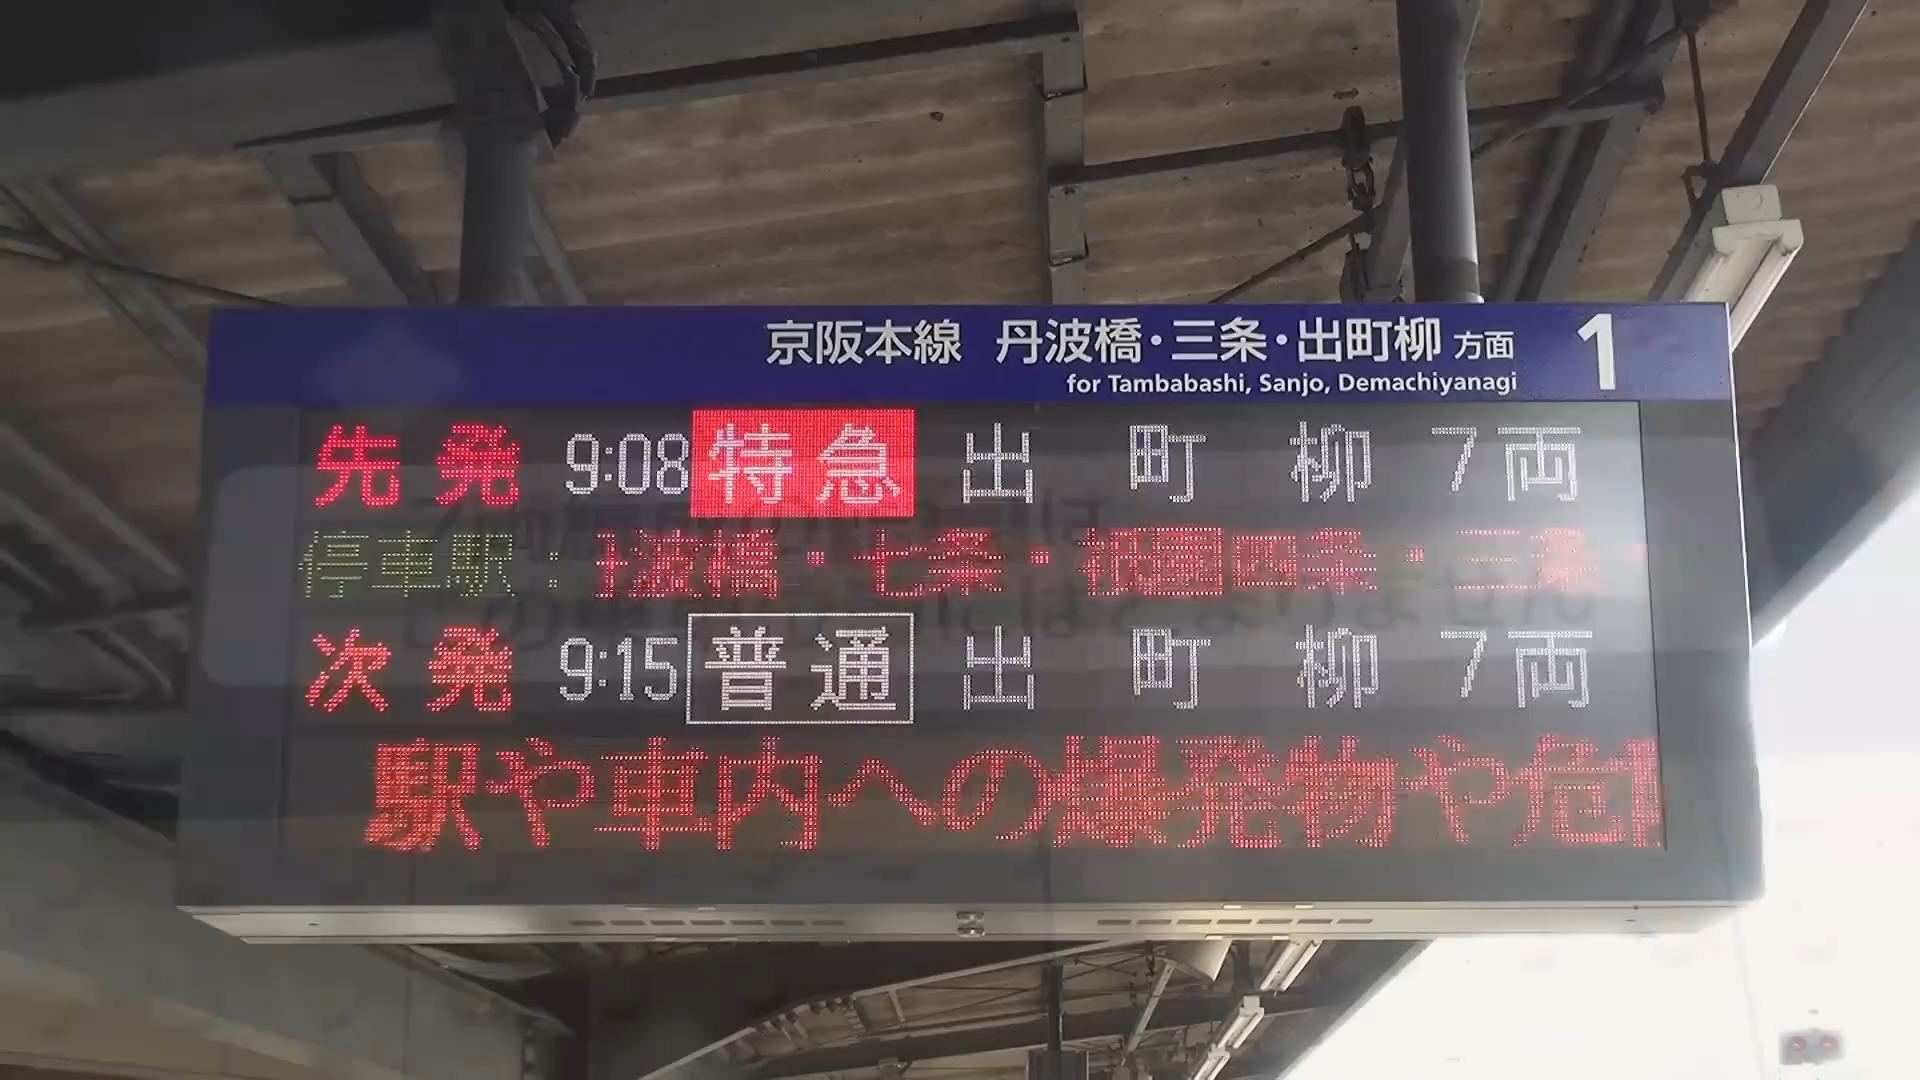 京阪本線 丹波橋・三条・出町柳 方面 1
for Tambabashi, Sanjo, Demachiyanagi
先発 9:08 特急 出町柳 7両
停車駅: 波橋・七条・祇園四条・三条・
次発 9:15 普通 出町柳 7両
駅や車内への爆発物や危